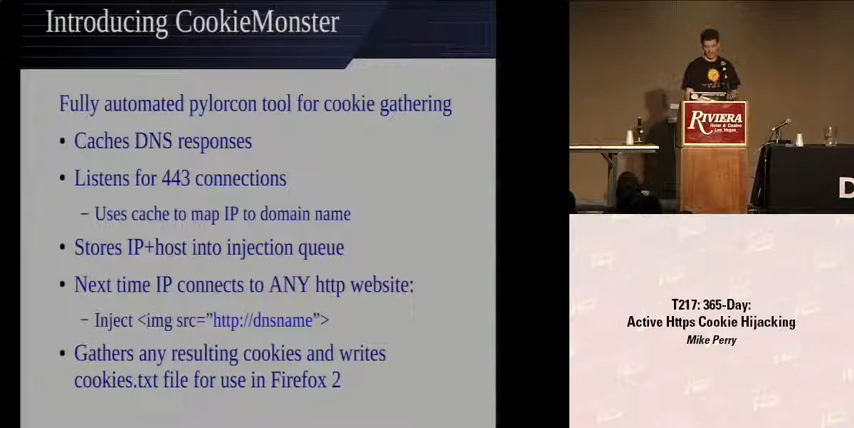 Introducing CookieMonster
Fully automated pylorcon tool for cookie gathering
• Caches DNS responses
• Listens for 443 connections
– Uses cache to map IP to domain name
• Stores IP+host into injection queue
• Next time IP connects to ANY http website:
– Inject <img src=”http://dnsname”>
• Gathers any resulting cookies and writes
cookies.txt file for use in Firefox 2
RIVIERA
Hotel & Casino
Las Vegas
D
T217: 365-Day:
Active Https Cookie Hijacking
Mike Perry